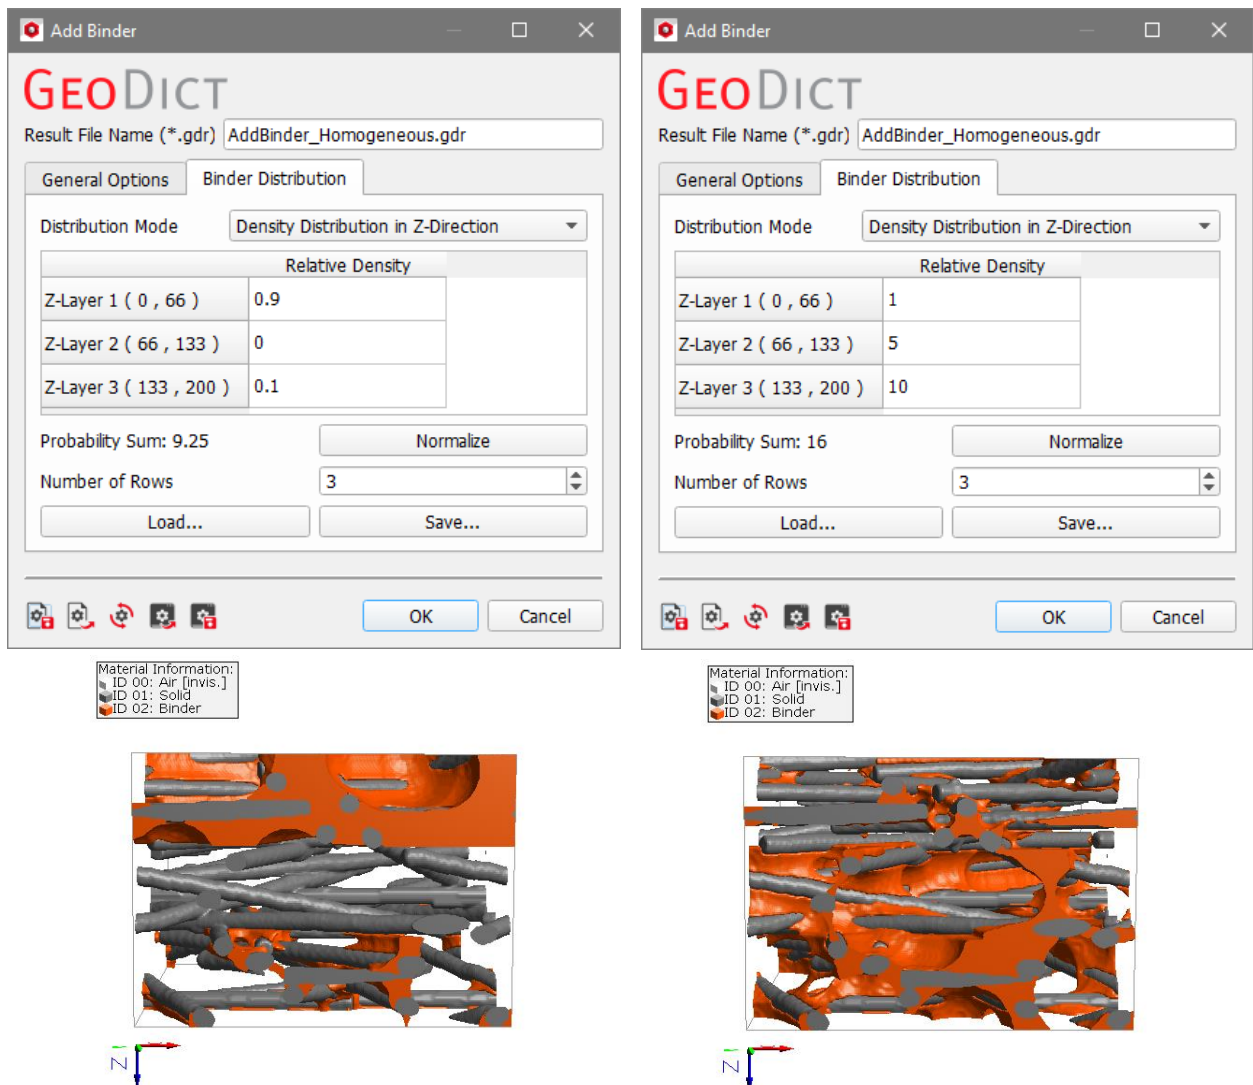 Add Binder
GEODICT
Result File Name (*.gdr) AddBinder_Homogeneous.gdr
General Options Binder Distribution
Distribution Mode Density Distribution in Z-Direction
Relative Density
Z-Layer 1 ( 0 , 66 ) 0.9
Z-Layer 2 ( 66 , 133 ) 0
Z-Layer 3 ( 133 , 200 ) 0.1
Probability Sum: 9.25 Normalize
Number of Rows 3
Load... Save...
OK Cancel
Material Information:
ID 00: Air [invis.]
ID 01: Solid
ID 02: Binder
Z
Add Binder
GEODICT
Result File Name (*.gdr) AddBinder_Homogeneous.gdr
General Options Binder Distribution
Distribution Mode Density Distribution in Z-Direction
Relative Density
Z-Layer 1 ( 0 , 66 ) 1
Z-Layer 2 ( 66 , 133 ) 5
Z-Layer 3 ( 133 , 200 ) 10
Probability Sum: 16 Normalize
Number of Rows 3
Load... Save...
OK Cancel
Material Information:
ID 00: Air [invis.]
ID 01: Solid
ID 02: Binder
Z